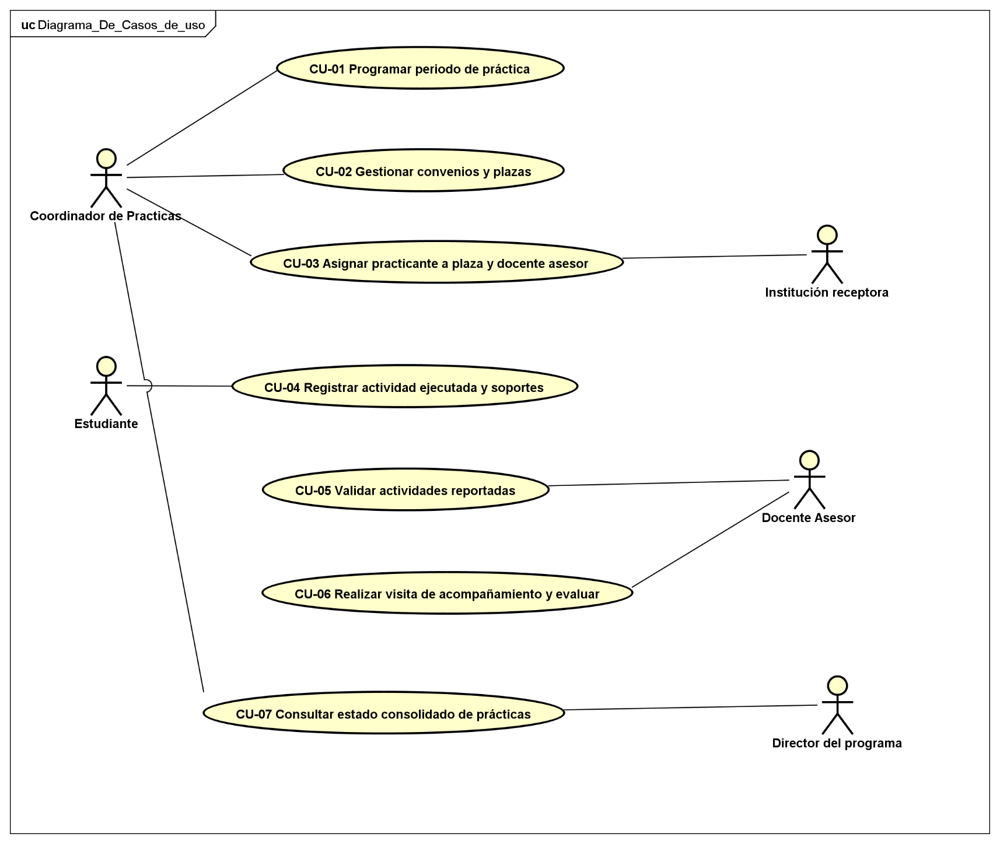 uc Diagrama_De_Casos_de_uso
CU-01 Programar periodo de práctica
CU-02 Gestionar convenios y plazas
Coordinador de Practicas
CU-03 Asignar practicante a plaza y docente asesor
Institución receptora
CU-04 Registrar actividad ejecutada y soportes
Estudiante
CU-05 Validar actividades reportadas
Docente Asesor
CU-06 Realizar visita de acompañamiento y evaluar
CU-07 Consultar estado consolidado de prácticas
Director del programa